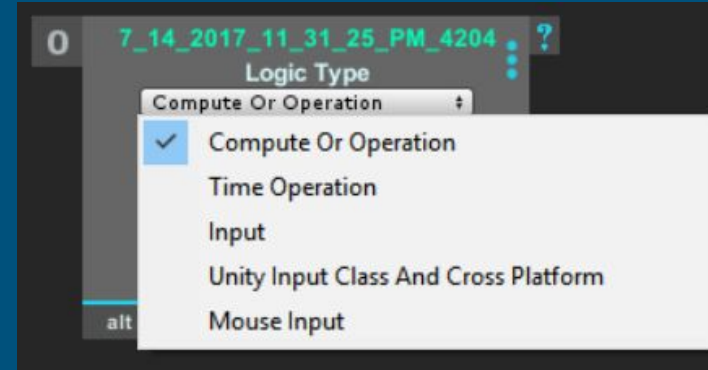 0 7_14_2017_11_31_25_PM_4204 ?
Logic Type
Compute Or Operation
Compute Or Operation
Time Operation
Input
Unity Input Class And Cross Platform
alt Mouse Input